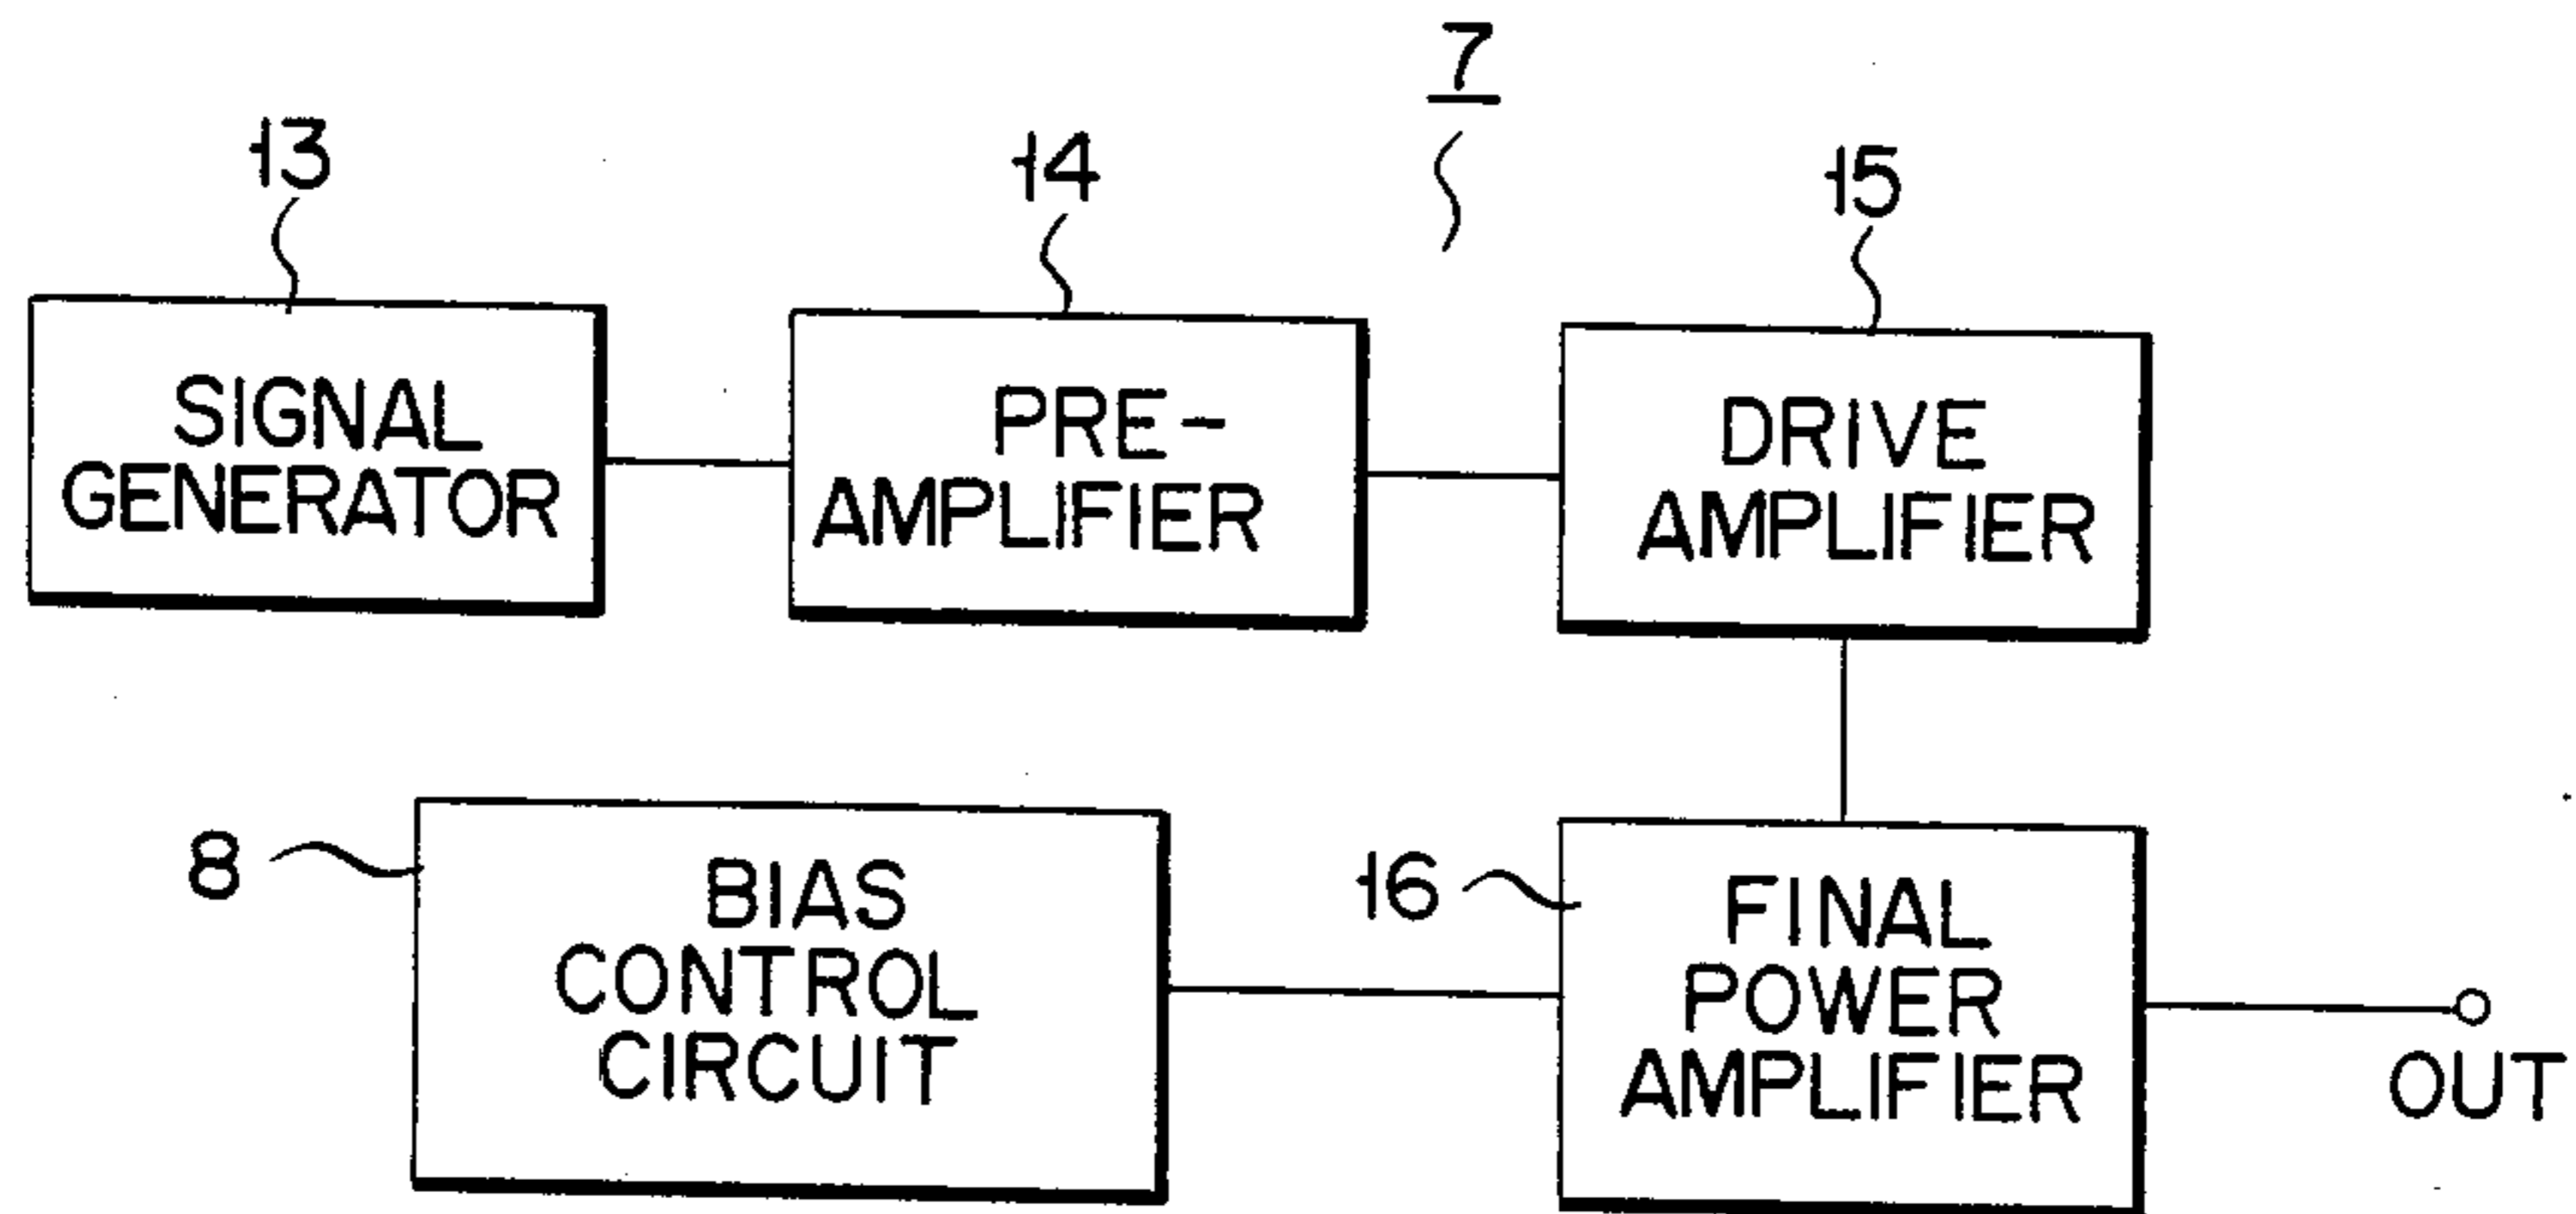 7
13
14
15
SIGNAL
GENERATOR
PRE-
AMPLIFIER
DRIVE
AMPLIFIER
8
BIAS
CONTROL
CIRCUIT
16
FINAL
POWER
AMPLIFIER
OUT